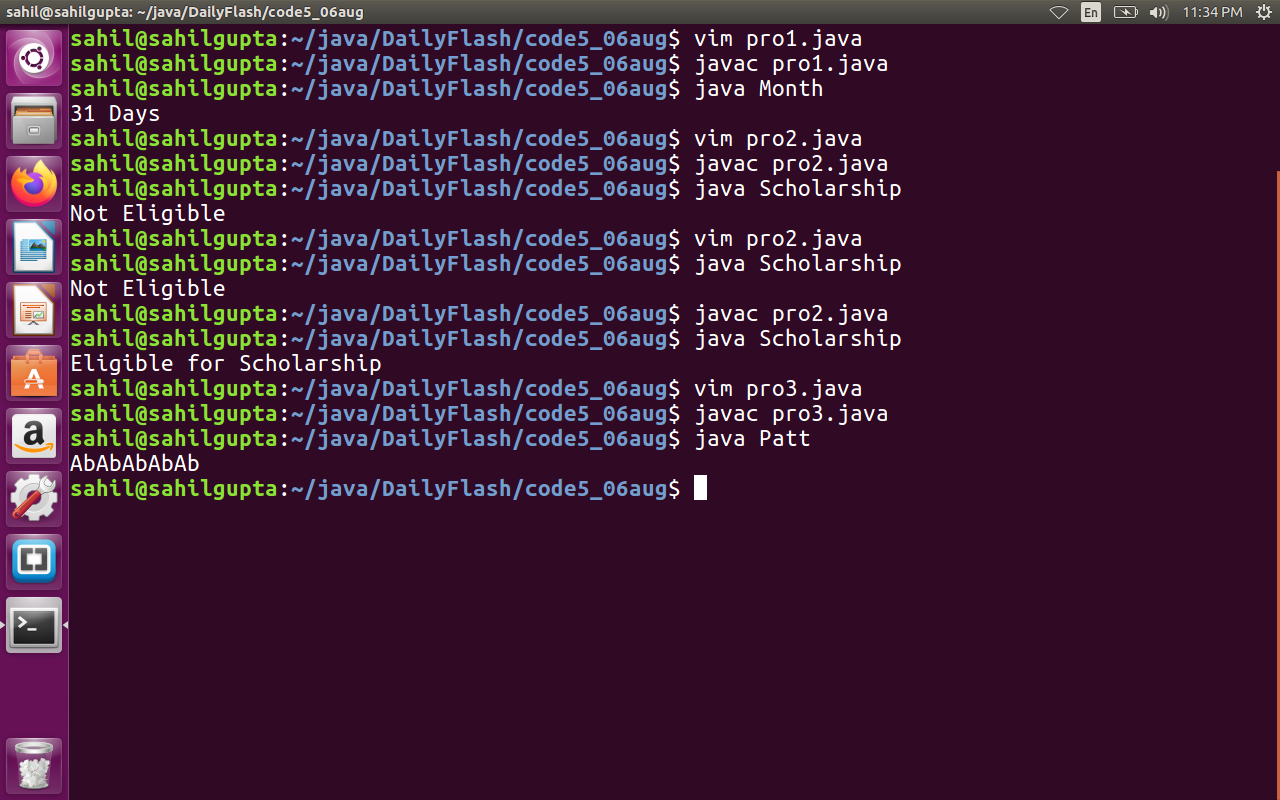 sahil@sahilgupta: ~/java/DailyFlash/code5_06aug
En
11:34 PM
sahil@sahilgupta:~/java/DailyFlash/code5_06aug$ vim pro1.java
sahil@sahilgupta:~/java/DailyFlash/code5_06aug$ javac pro1.java
sahil@sahilgupta:~/java/DailyFlash/code5_06aug$ java Month
31 Days
sahil@sahilgupta:~/java/DailyFlash/code5_06aug$ vim pro2.java
sahil@sahilgupta:~/java/DailyFlash/code5_06aug$ javac pro2.java
sahil@sahilgupta:~/java/DailyFlash/code5_06aug$ java Scholarship
Not Eligible
sahil@sahilgupta:~/java/DailyFlash/code5_06aug$ vim pro2.java
sahil@sahilgupta:~/java/DailyFlash/code5_06aug$ java Scholarship
Not Eligible
sahil@sahilgupta:~/java/DailyFlash/code5_06aug$ javac pro2.java
sahil@sahilgupta:~/java/DailyFlash/code5_06aug$ java Scholarship
Eligible for Scholarship
sahil@sahilgupta:~/java/DailyFlash/code5_06aug$ vim pro3.java
sahil@sahilgupta:~/java/DailyFlash/code5_06aug$ javac pro3.java
sahil@sahilgupta:~/java/DailyFlash/code5_06aug$ java Patt
AbAbAbAbAb
sahil@sahilgupta:~/java/DailyFlash/code5_06aug$